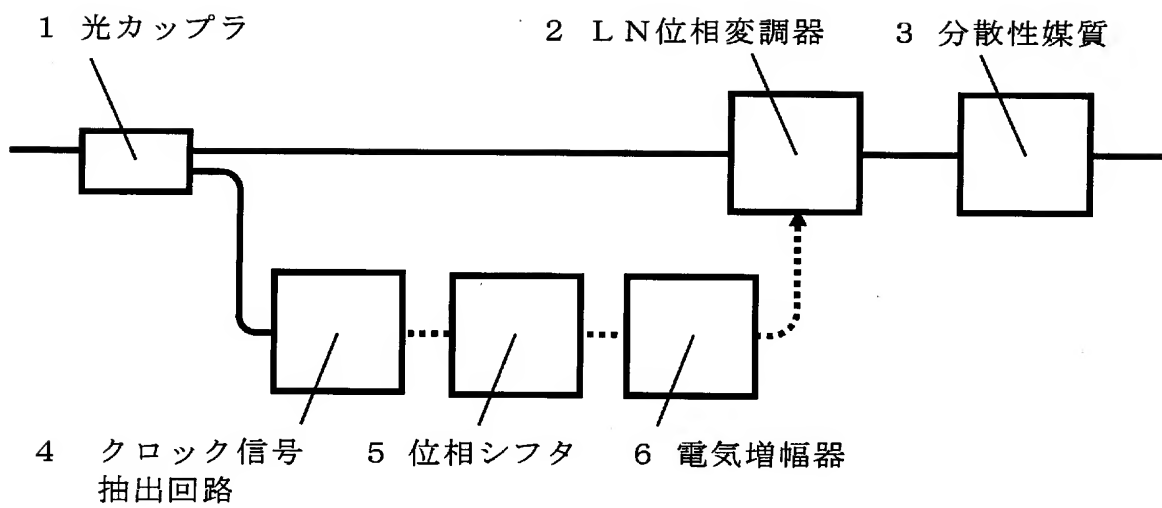 1 光カップラ
2 LN位相変調器
3 分散性媒質
4 クロック信号
抽出回路
5 位相シフタ
6 電気増幅器